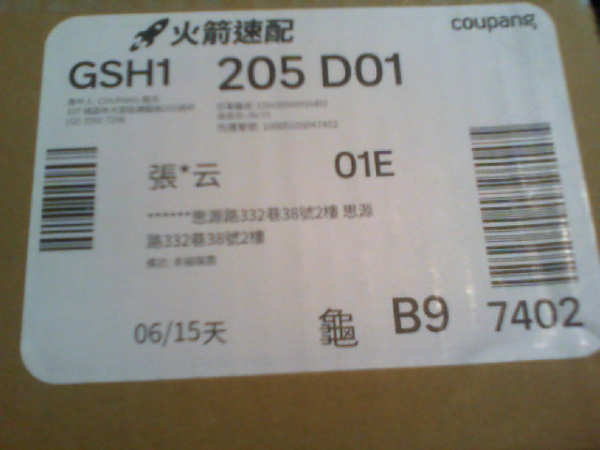 火箭速配
coupang
GSH1 205 D01
張*云 01E
******思源路332巷38號2樓 思源
路332巷38號2樓
06/15天 龜 B9 7402